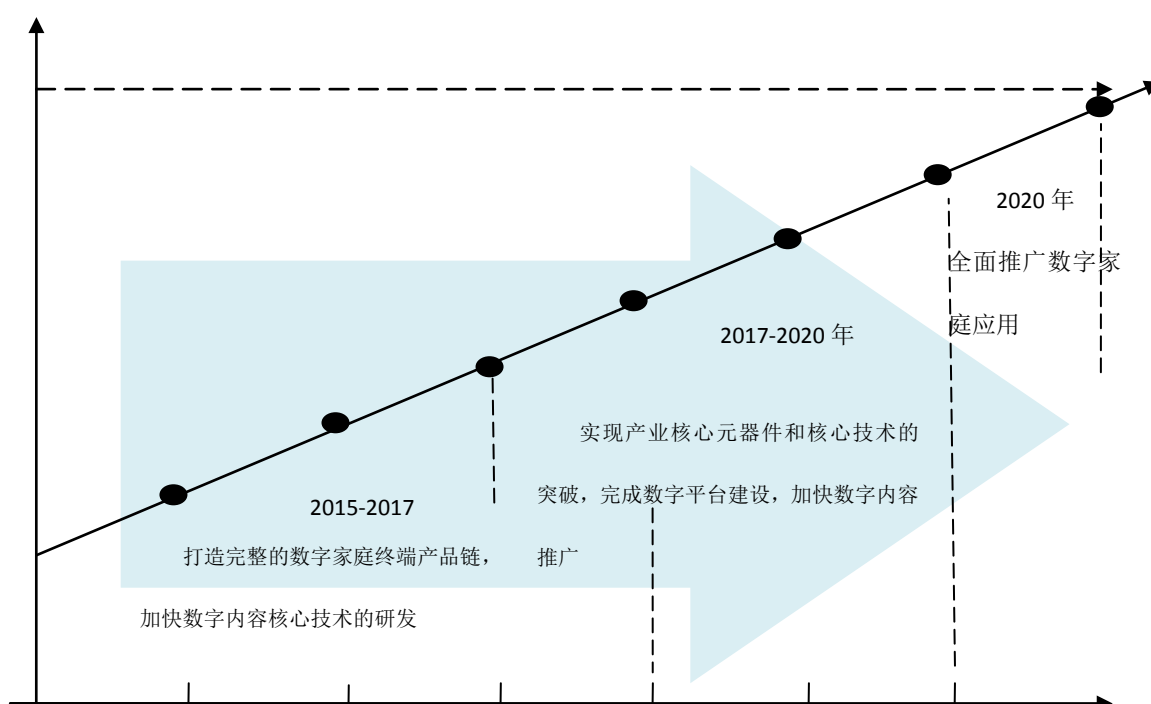 2015-2017
打造完整的数字家庭终端产品链，
加快数字内容核心技术的研发
2017-2020 年
实现产业核心元器件和核心技术的
突破，完成数字平台建设，加快数字内容
推广
2020 年
全面推广数字家
庭应用